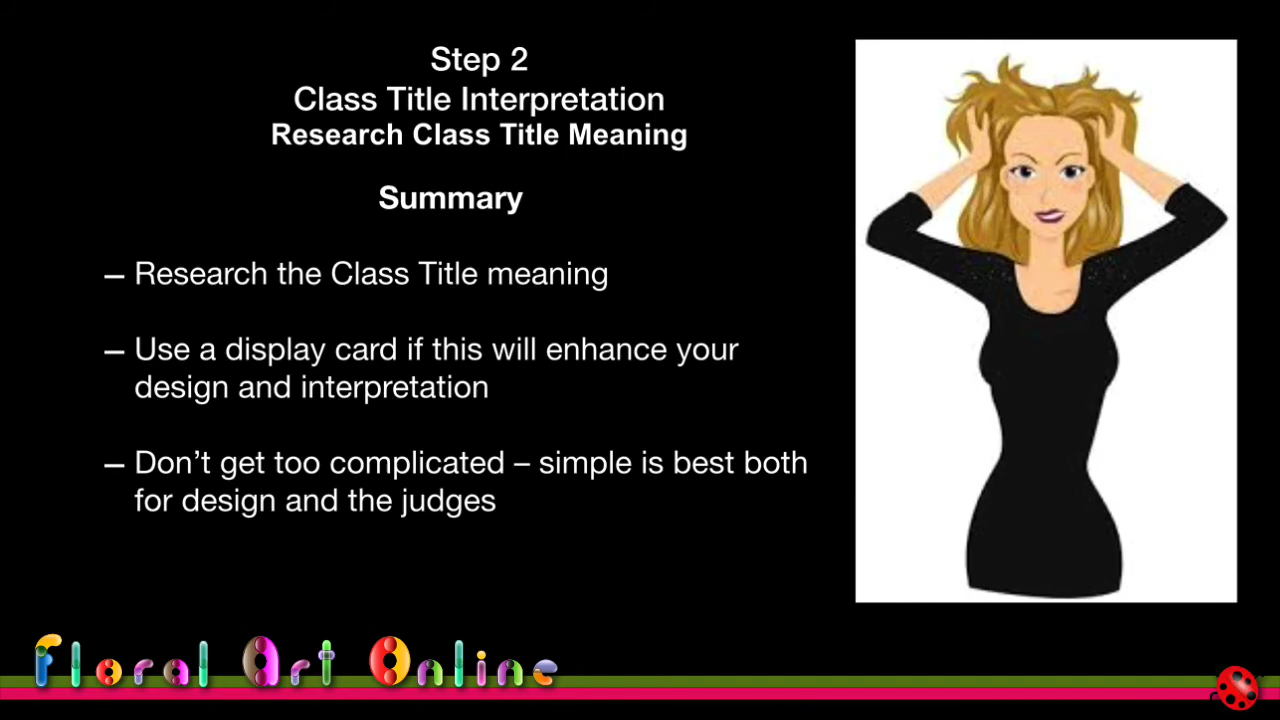 Step 2
Class Title Interpretation
Research Class Title Meaning
Summary
– Research the Class Title meaning
– Use a display card if this will enhance your
design and interpretation
– Don’t get too complicated – simple is best both
for design and the judges
Floral Art Online